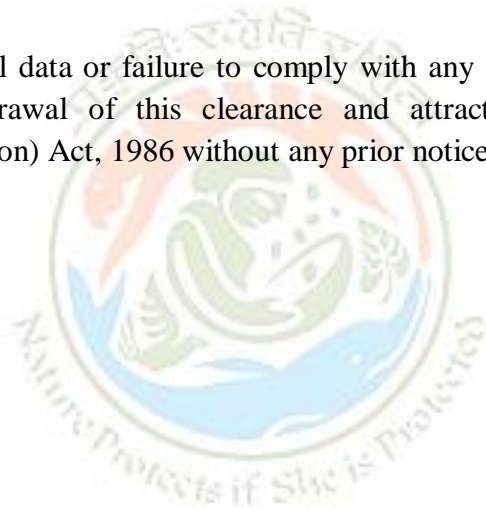 l data or failure to comply with any
rawal of this clearance and attract
on) Act, 1986 without any prior notice
Nature Protects if She is Protected